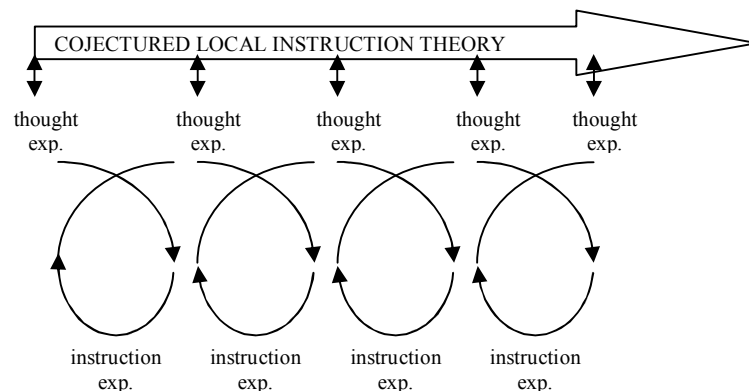 COJECTURED LOCAL INSTRUCTION THEORY
thought thought thought thought thought
exp. exp. exp. exp. exp.
instruction instruction instruction instruction
exp. exp. exp. exp.